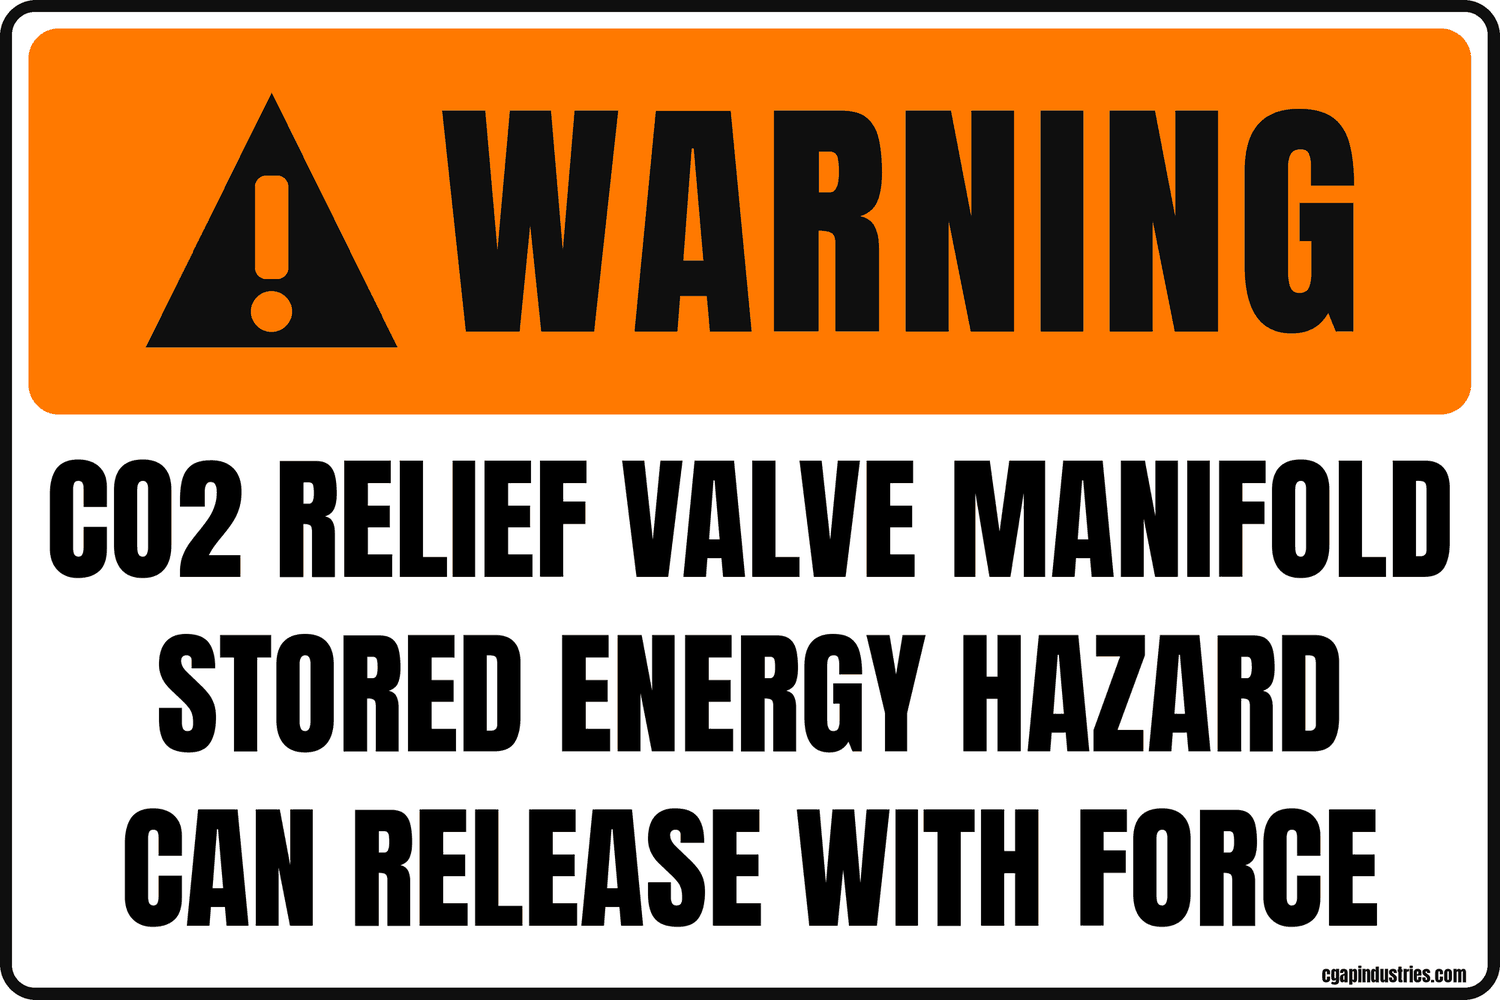 WARNING
CO2 RELIEF VALVE MANIFOLD
STORED ENERGY HAZARD
CAN RELEASE WITH FORCE
cgapindustries.com